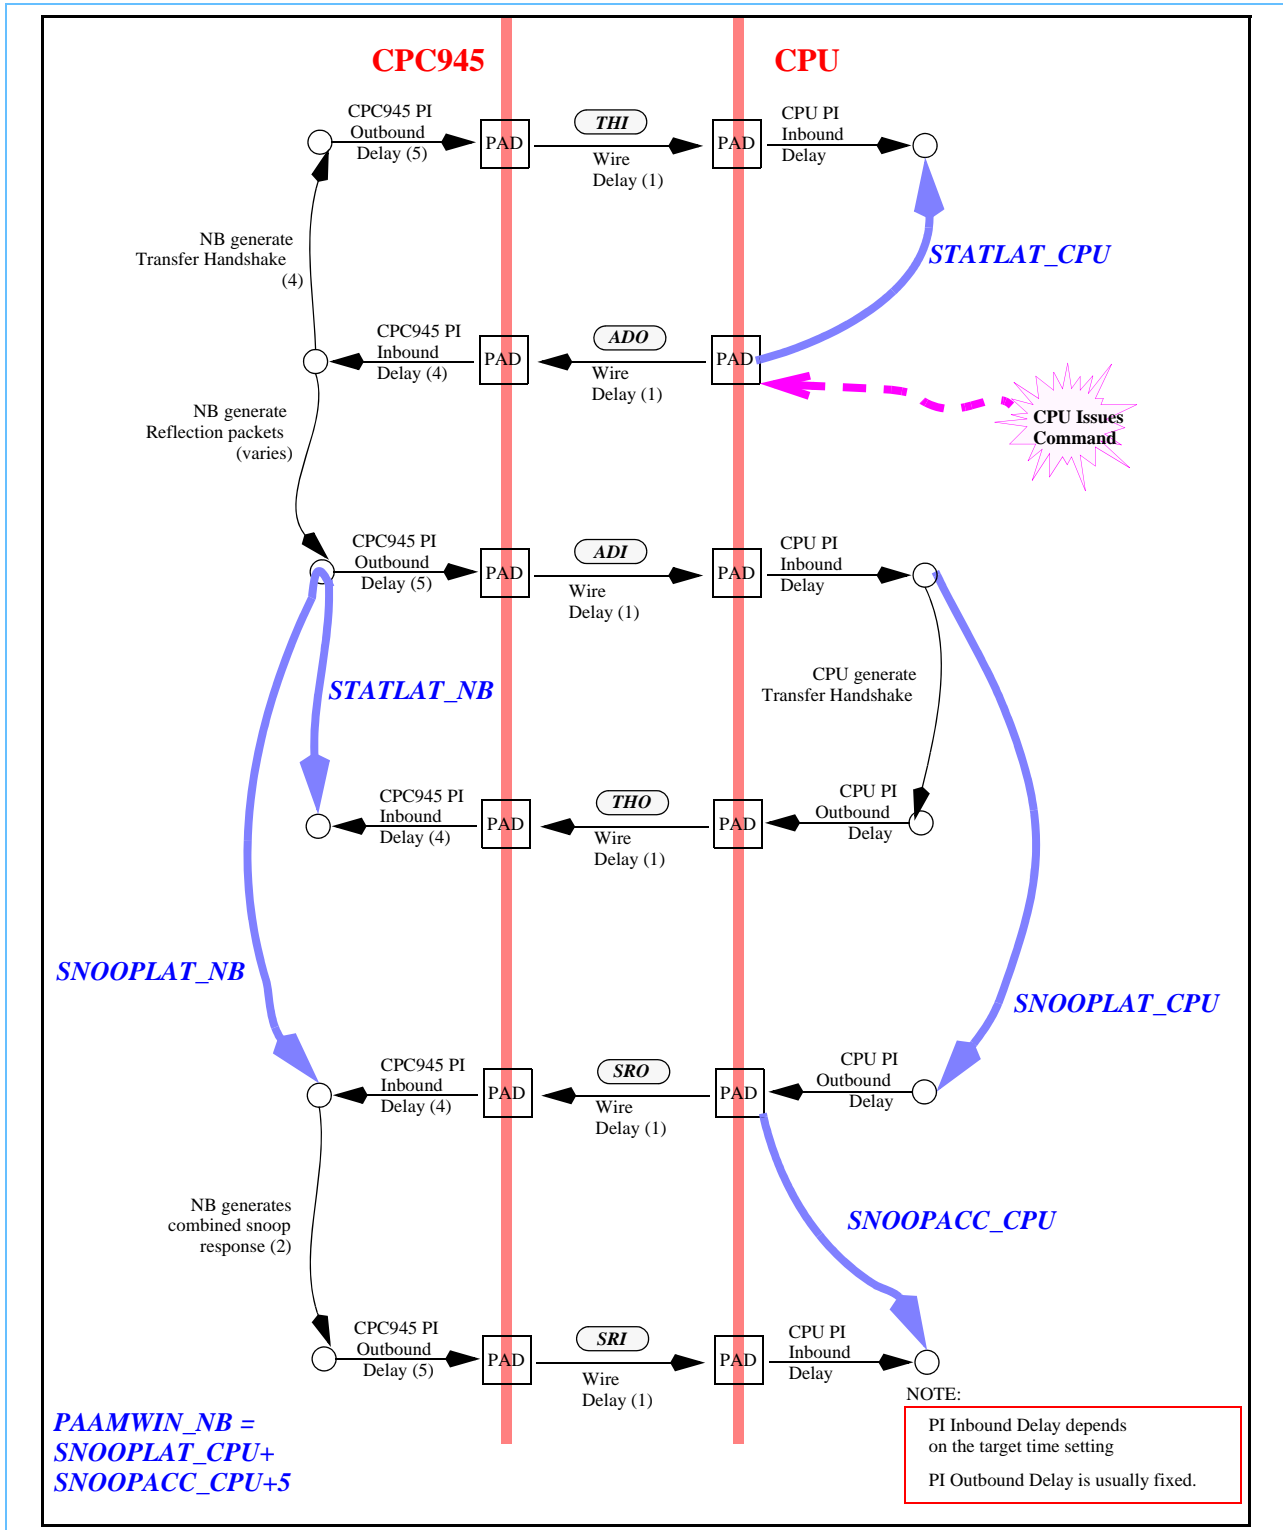 CPC945
CPU
CPC945 PI
Outbound
Delay (5)
PAD
THI
Wire
Delay (1)
PAD
CPU PI
Inbound
Delay
NB generate
Transfer Handshake
(4)
STATLAT_CPU
CPC945 PI
Inbound
Delay (4)
PAD
ADO
Wire
Delay (1)
PAD
CPU Issues
Command
NB generate
Reflection packets
(varies)
CPC945 PI
Outbound
Delay (5)
PAD
ADI
Wire
Delay (1)
PAD
CPU PI
Inbound
Delay
STATLAT_NB
CPU generate
Transfer Handshake
CPC945 PI
Inbound
Delay (4)
PAD
THO
Wire
Delay (1)
PAD
CPU PI
Outbound
Delay
SNOOPLAT_NB
SNOOPLAT_CPU
CPC945 PI
Inbound
Delay (4)
PAD
SRO
Wire
Delay (1)
PAD
CPU PI
Outbound
Delay
NB generates
combined snoop
response (2)
SNOOPACC_CPU
CPC945 PI
Outbound
Delay (5)
PAD
SRI
Wire
Delay (1)
PAD
CPU PI
Inbound
Delay
PAAMWIN_NB =
SNOOPLAT_CPU+
SNOOPACC_CPU+5
NOTE:
PI Inbound Delay depends
on the target time setting
PI Outbound Delay is usually fixed.